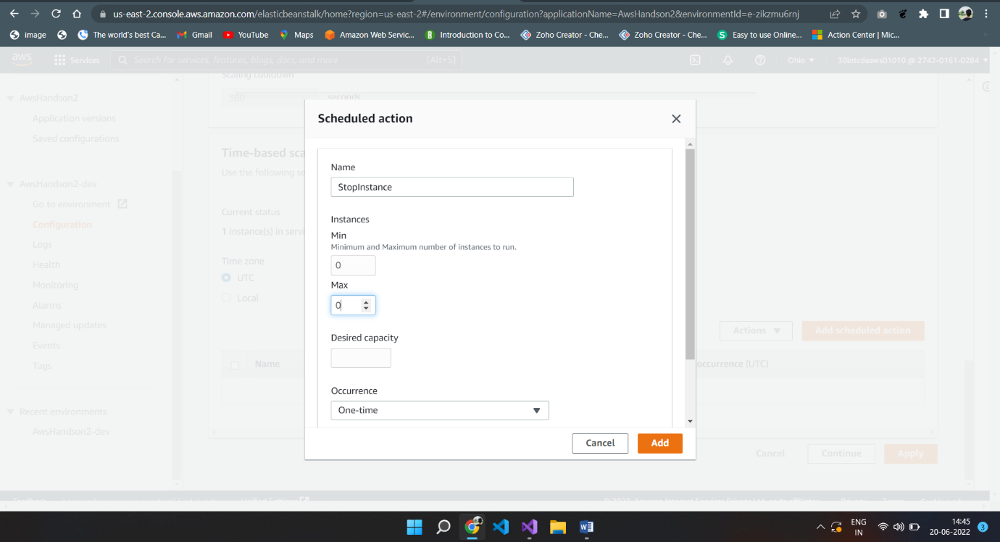 us-east-2.console.aws.amazon.com/elasticbeanstalk/home?region=us-east-2#/environment/configuration?applicationName=AwsHandson2&environmentId=e-zikzmu6rnj
image
The world's best Ca...
Gmail
YouTube
Maps
Amazon Web Servic...
Introduction to Co...
Zoho Creator - Che...
Zoho Creator - Che...
Easy to use Online...
Action Center | Mic...
aws
Services
Search for services, features, blogs, docs, and more
[Alt+S]
Ohio
30intcdeaws01010 @ 2742-0161-0284
AwsHandson2
Application versions
Saved configurations
AwsHandson2-dev
Go to environment
Configuration
Logs
Health
Monitoring
Alarms
Managed updates
Events
Tags
Recent environments
AwsHandson2-dev
Scaling cooldown
360
seconds
Time-based sca
Use the following se
Current status
1 instance(s) in servi
Time zone
UTC
Local
Actions
Add scheduled action
Name
occurrence (UTC)
Cancel
Continue
Apply
Scheduled action
Name
StopInstance
Instances
Min
Minimum and Maximum number of instances to run.
0
Max
0
Desired capacity
Occurrence
One-time
Cancel
Add
ENG
IN
14:45
20-06-2022
3